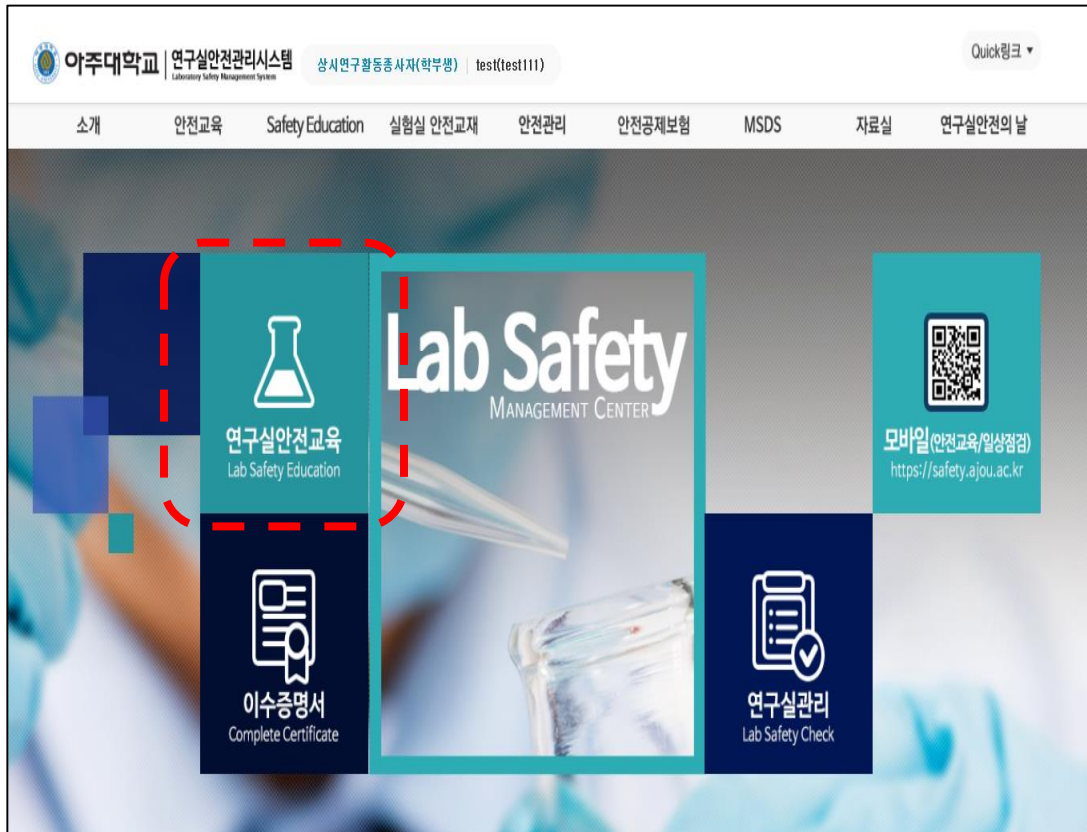 아주대학교 연구실안전관리시스템
Laboratory Safety Management System
상시연구활동종사자(학부생) test(test111)
Quick링크 ▼
소개 안전교육 Safety Education 실험실 안전교재 안전관리 안전공제보험 MSDS 자료실 연구실안전의 날
연구실안전교육
Lab Safety Education
Lab Safety
MANAGEMENT CENTER
모바일(안전교육/일상점검)
https://safety.ajou.ac.kr
이수증명서
Complete Certificate
연구실관리
Lab Safety Check